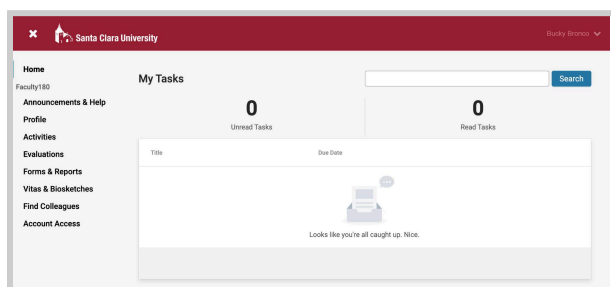 Santa Clara University
Bucky Bronco
Home
Faculty180
Announcements & Help
Profile
Activities
Evaluations
Forms & Reports
Vitas & Biosketches
Find Colleagues
Account Access
My Tasks
Search
0
Unread Tasks
0
Read Tasks
Title
Due Date
Looks like you're all caught up. Nice.